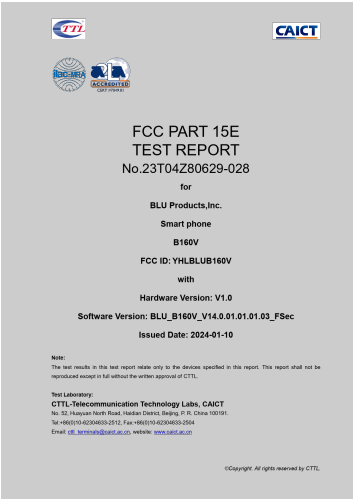 CTTL
CAICT
ilac-MRA
A2LA
ACCREDITED
FCC PART 15E
TEST REPORT
No.23T04Z80629-028
for
BLU Products,Inc.
Smart phone
B160V
FCC ID: YHLBLUB160V
with
Hardware Version: V1.0
Software Version: BLU_B160V_V14.0.01.01.01.03_FSec
Issued Date: 2024-01-10
Note:
The test results in this test report relate only to the devices specified in this report. This report shall not be
reproduced except in full without the written approval of CTTL.
Test Laboratory:
CTTL-Telecommunication Technology Labs, CAICT
No. 52, Huayuan North Road, Haidian District, Beijing, P. R. China 100191.
Tel:+86(0)10-62304633-2512, Fax:+86(0)10-62304633-2504
Email: cttl_terminals@caict.ac.cn, website: www.caict.ac.cn
©Copyright. All rights reserved by CTTL.